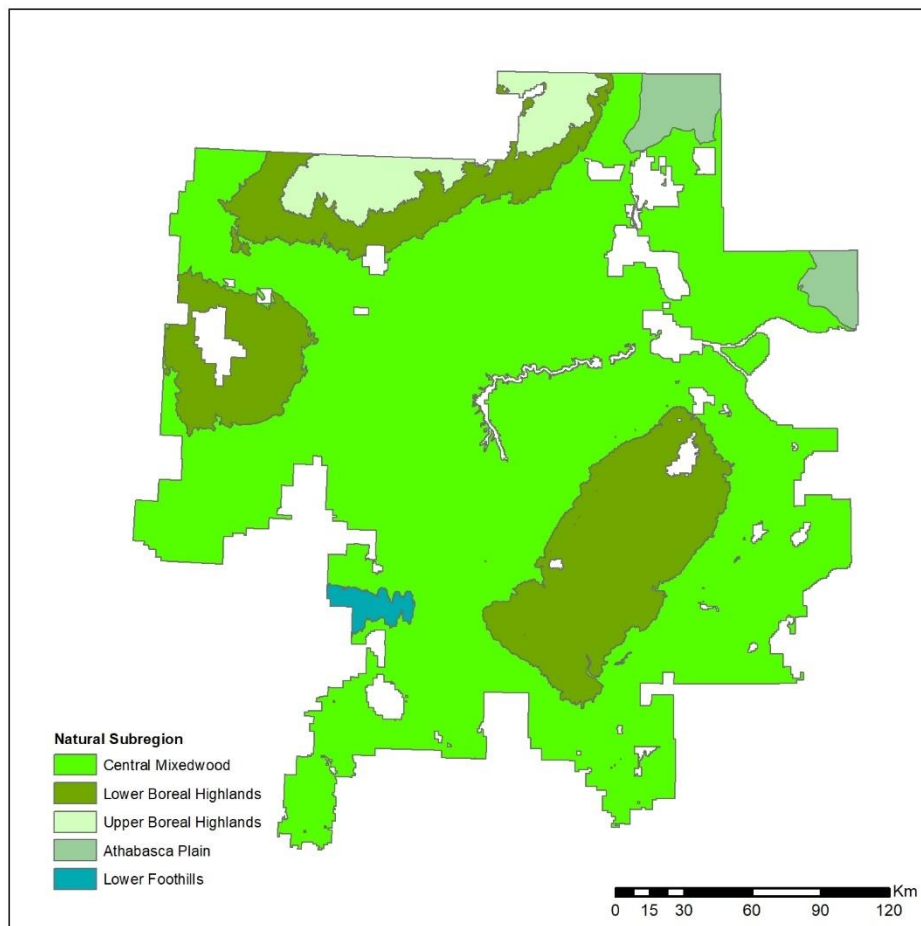 Natural Subregion
Central Mixedwood
Lower Boreal Highlands
Upper Boreal Highlands
Athabasca Plain
Lower Foothills
Km
0 15 30 60 90 120